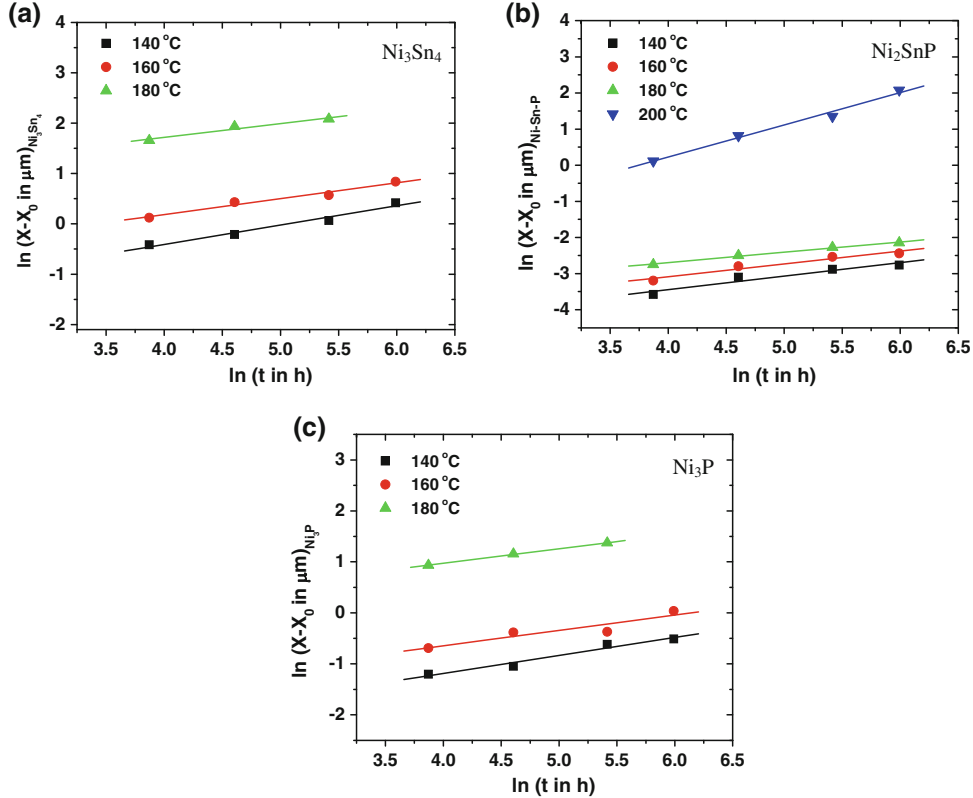 (a)
140 °C
160 °C
180 °C
Ni3Sn4
4
3
2
1
0
-1
-2
3.5 4.0 4.5 5.0 5.5 6.0 6.5
ln (X-X0 in μm)Ni3Sn4
ln (t in h)
(b)
140 °C
160 °C
180 °C
200 °C
Ni2SnP
4
3
2
1
0
-1
-2
-3
-4
3.5 4.0 4.5 5.0 5.5 6.0 6.5
ln (X-X0 in μm)Ni-Sn-P
ln (t in h)
(c)
140 °C
160 °C
180 °C
Ni3P
3
2
1
0
-1
-2
3.5 4.0 4.5 5.0 5.5 6.0 6.5
ln (X-X0 in μm)Ni3P
ln (t in h)